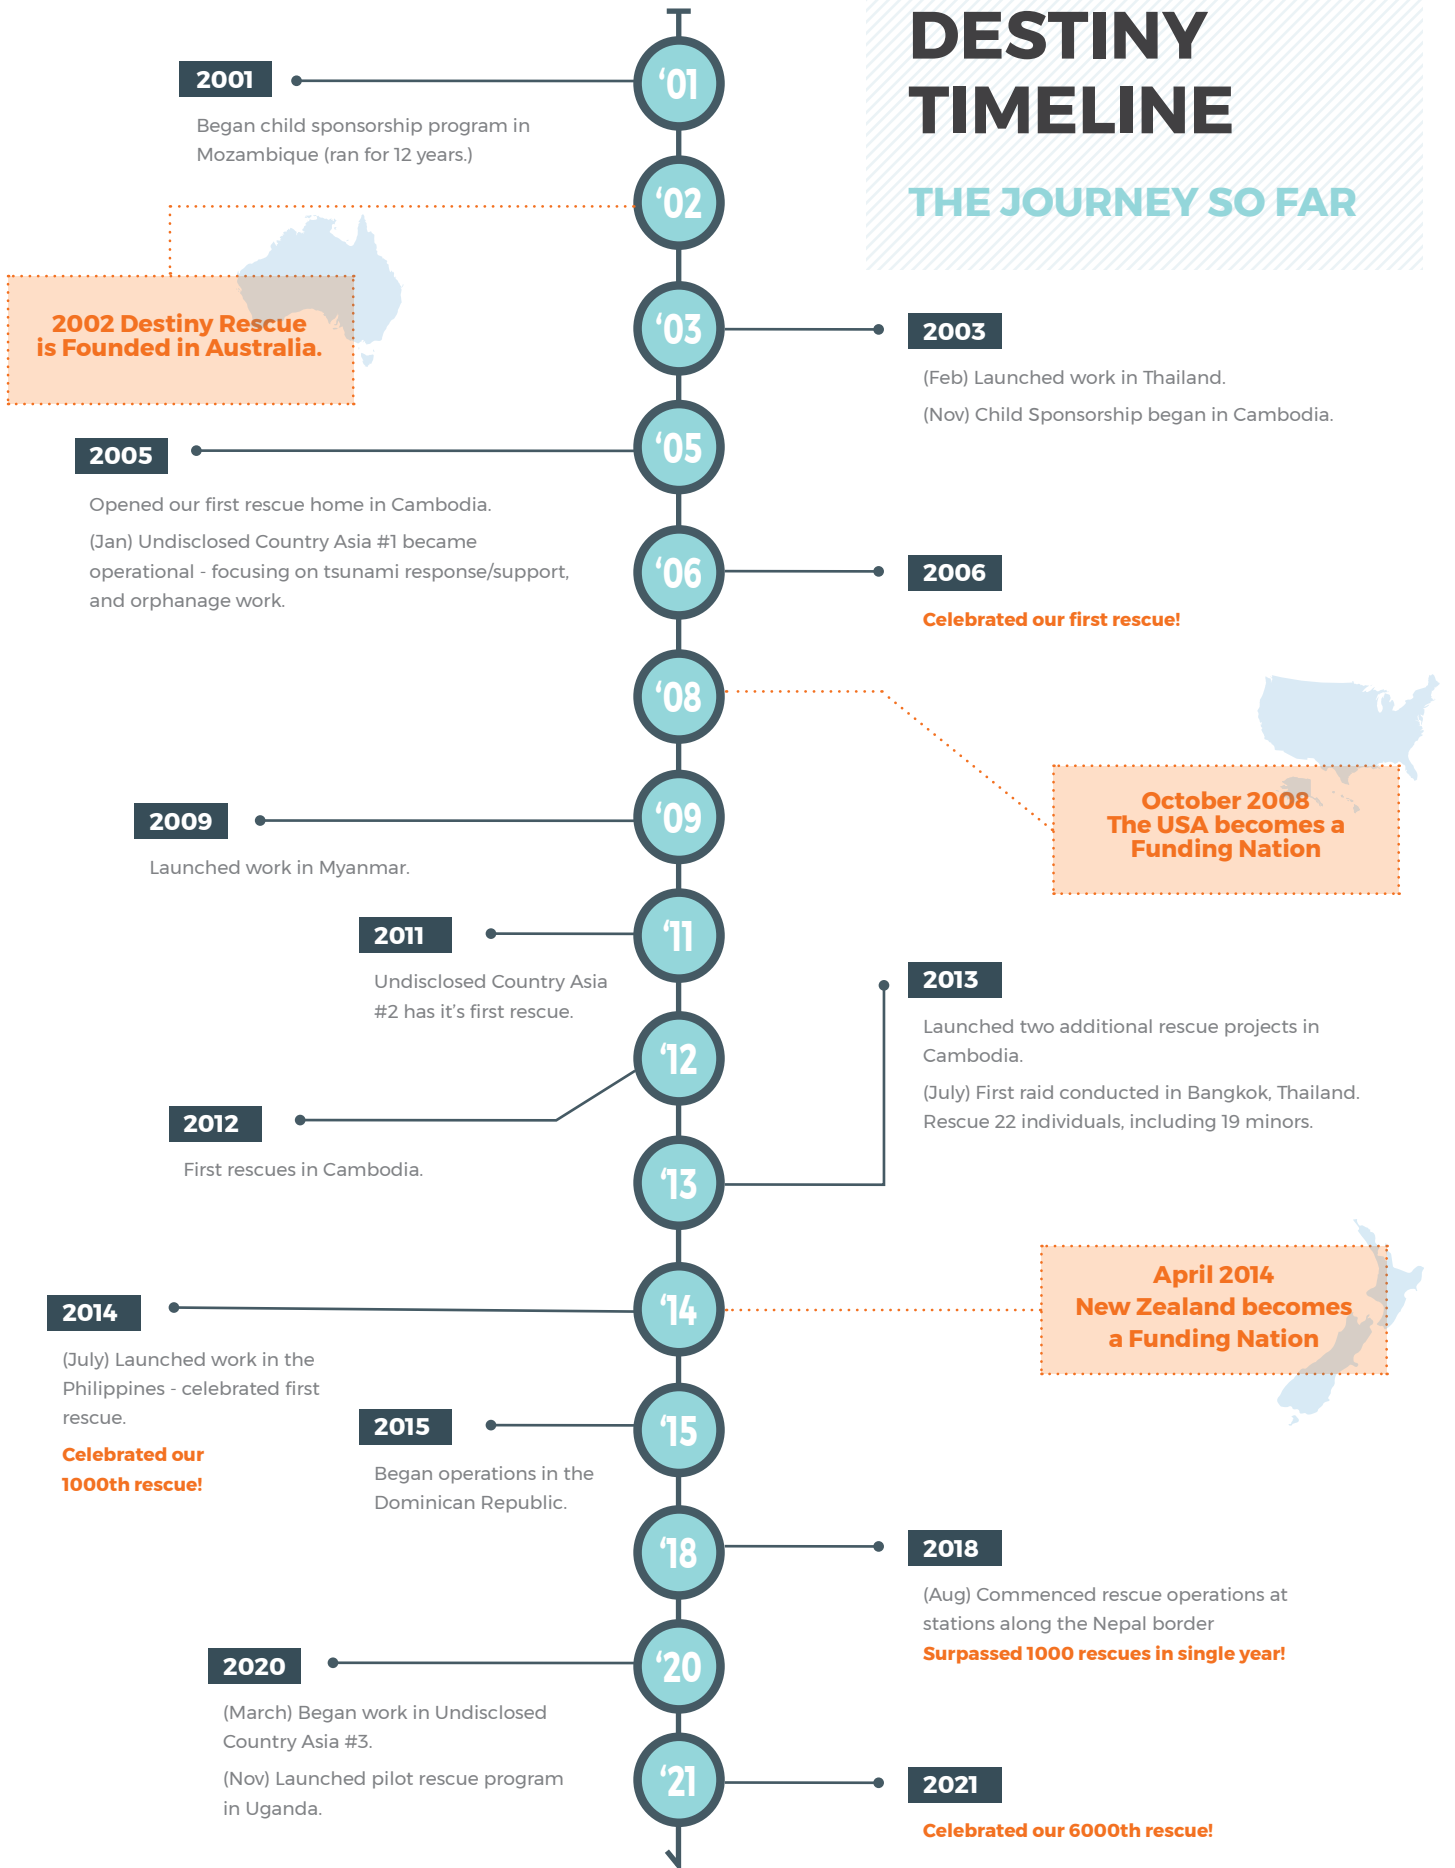 DESTINY
TIMELINE
THE JOURNEY SO FAR
‘01
2001
Began child sponsorship program in
Mozambique (ran for 12 years.)
‘02
2002 Destiny Rescue
is Founded in Australia.
‘03
2003
(Feb) Launched work in Thailand.
(Nov) Child Sponsorship began in Cambodia.
‘05
2005
Opened our first rescue home in Cambodia.
(Jan) Undisclosed Country Asia #1 became
operational - focusing on tsunami response/support,
and orphanage work.
‘06
2006
Celebrated our first rescue!
‘08
October 2008
The USA becomes a
Funding Nation
‘09
2009
Launched work in Myanmar.
‘11
2011
Undisclosed Country Asia
#2 has it’s first rescue.
‘12
2012
First rescues in Cambodia.
‘13
2013
Launched two additional rescue projects in
Cambodia.
(July) First raid conducted in Bangkok, Thailand.
Rescue 22 individuals, including 19 minors.
‘14
April 2014
New Zealand becomes
a Funding Nation
2014
(July) Launched work in the
Philippines - celebrated first
rescue.
Celebrated our
1000th rescue!
‘15
2015
Began operations in the
Dominican Republic.
‘18
2018
(Aug) Commenced rescue operations at
stations along the Nepal border
Surpassed 1000 rescues in single year!
‘20
2020
(March) Began work in Undisclosed
Country Asia #3.
(Nov) Launched pilot rescue program
in Uganda.
‘21
2021
Celebrated our 6000th rescue!